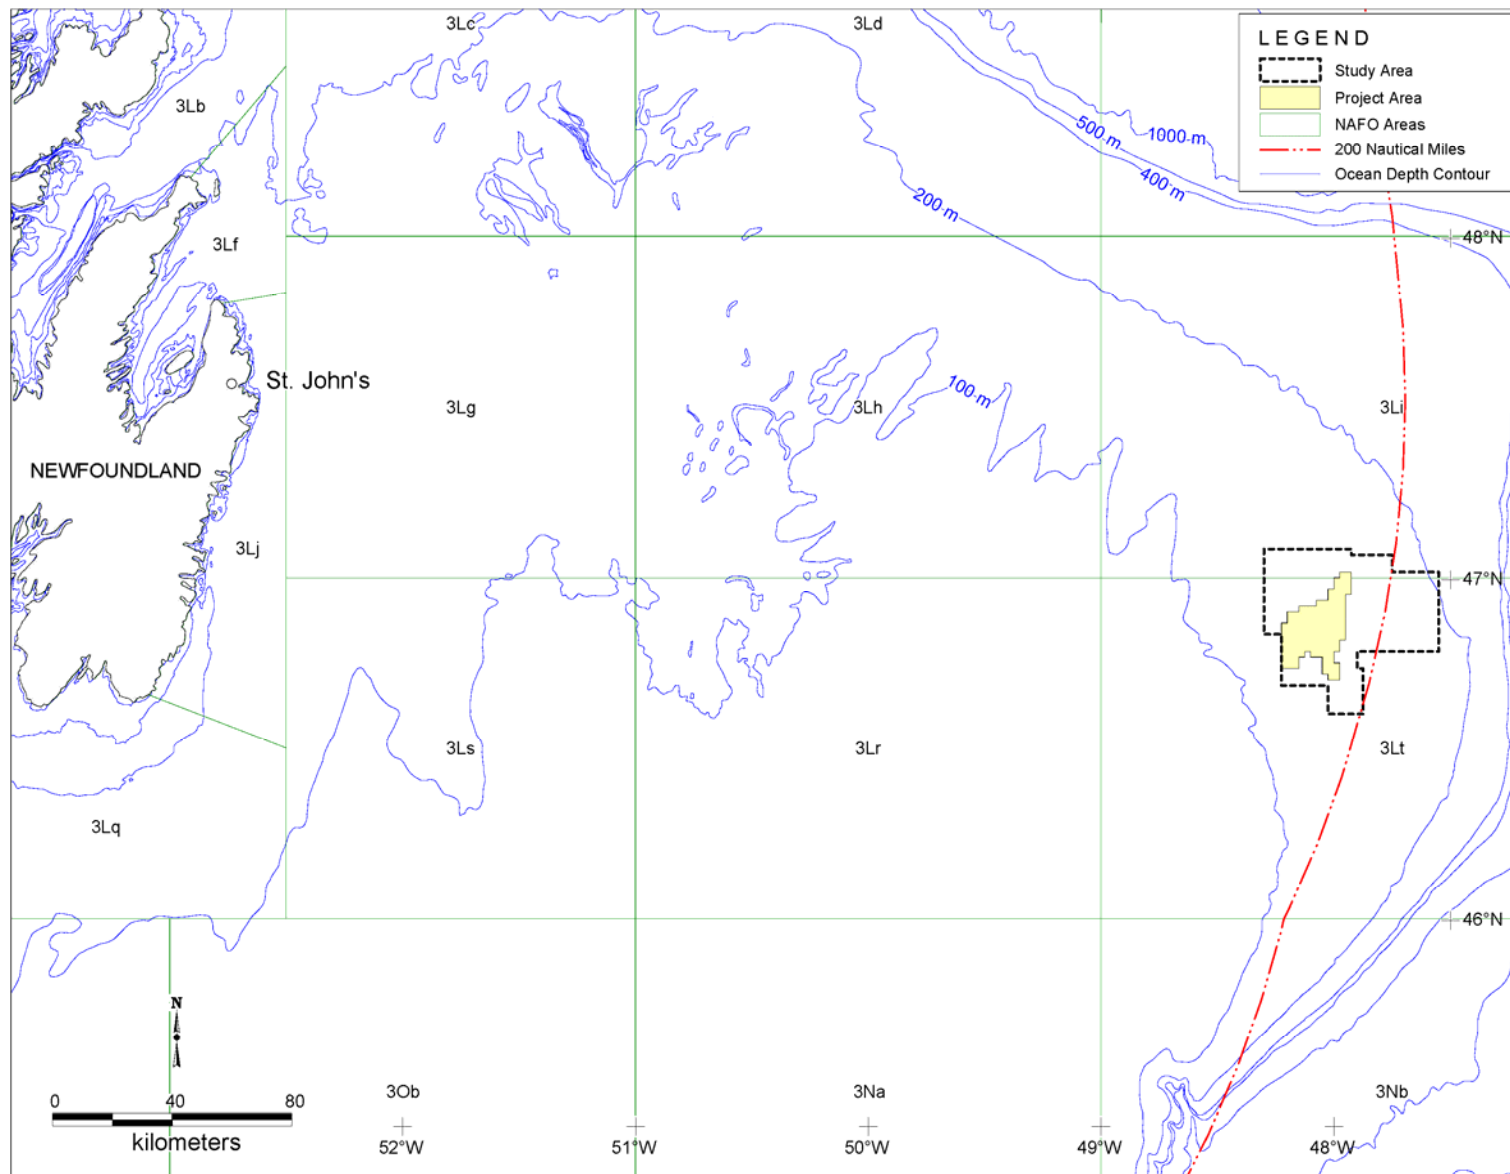 3Lc
3Ld
LEGEND
Study Area
Project Area
NAFO Areas
200 Nautical Miles
Ocean Depth Contour
3Lb
1000 m
500 m
400 m
200 m
3Lf
48°N
St. John's
100 m
3Lg
3Lh
3Li
NEWFOUNDLAND
3Lj
47°N
3Ls
3Lr
3Lt
3Lq
46°N
N
3Ob
3Na
3Nb
0 40 80
kilometers
52°W 51°W 50°W 49°W 48°W